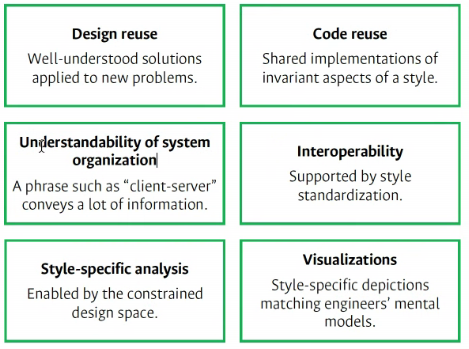 Design reuse
Well-understood solutions
applied to new problems.
Code reuse
Shared implementations of
invariant aspects of a style.
Understandability of system
organization
A phrase such as “client-server”
conveys a lot of information.
Interoperability
Supported by style
standardization.
Style-specific analysis
Enabled by the constrained
design space.
Visualizations
Style-specific depictions
matching engineers’ mental
models.